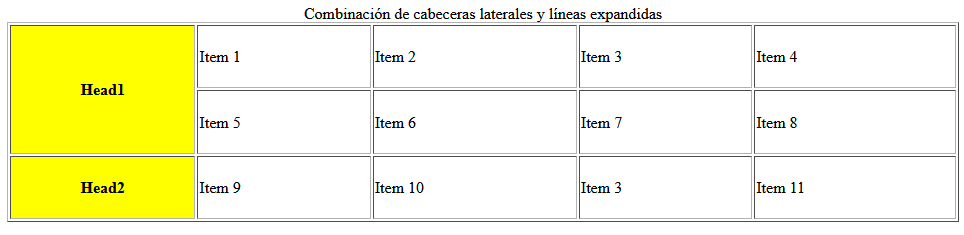 Combinación de cabeceras laterales y líneas expandidas
Head1 Item 1 Item 2 Item 3 Item 4
Item 5 Item 6 Item 7 Item 8
Head2 Item 9 Item 10 Item 3 Item 11